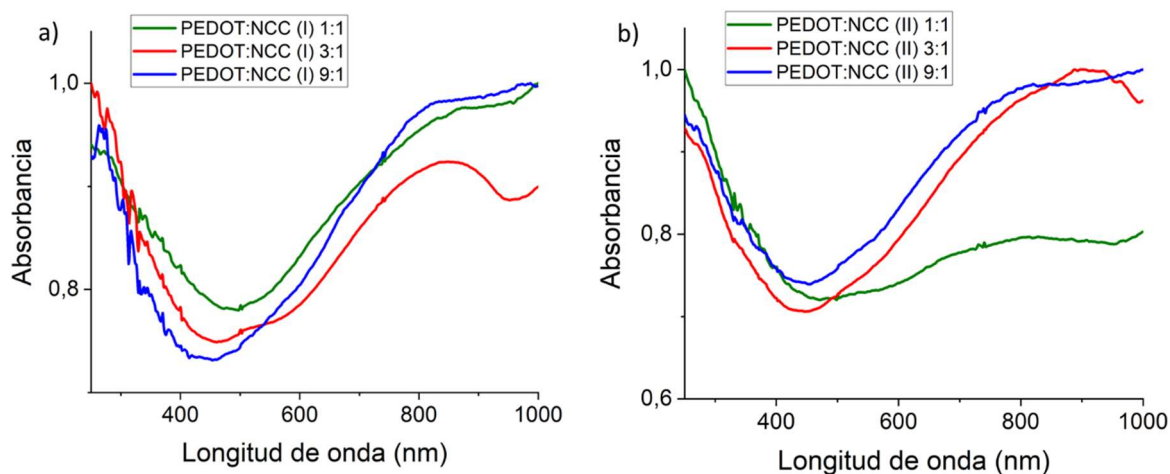 a)
PEDOT:NCC (I) 1:1
PEDOT:NCC (I) 3:1
PEDOT:NCC (I) 9:1
1,0
0,8
Absorbancia
400
600
800
1000
Longitud de onda (nm)
b)
PEDOT:NCC (II) 1:1
PEDOT:NCC (II) 3:1
PEDOT:NCC (II) 9:1
1,0
0,8
0,6
Absorbancia
400
600
800
1000
Longitud de onda (nm)